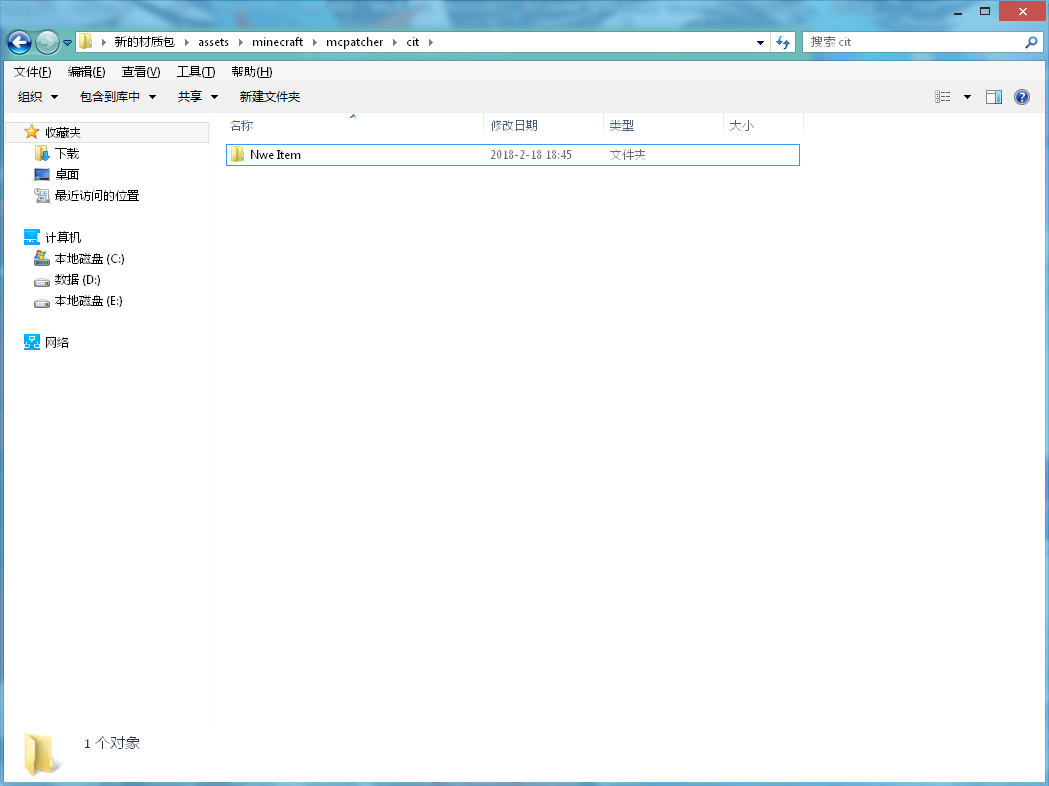 新的材质包 assets minecraft mcpatcher cit
搜索 cit
文件(F) 编辑(E) 查看(V) 工具(T) 帮助(H)
组织 包含到库中 共享 新建文件夹
名称 修改日期 类型 大小
Nwe Item 2018-2-18 18:45 文件夹
收藏夹
下载
桌面
最近访问的位置
计算机
本地磁盘 (C:)
数据 (D:)
本地磁盘 (E:)
网络
1 个对象